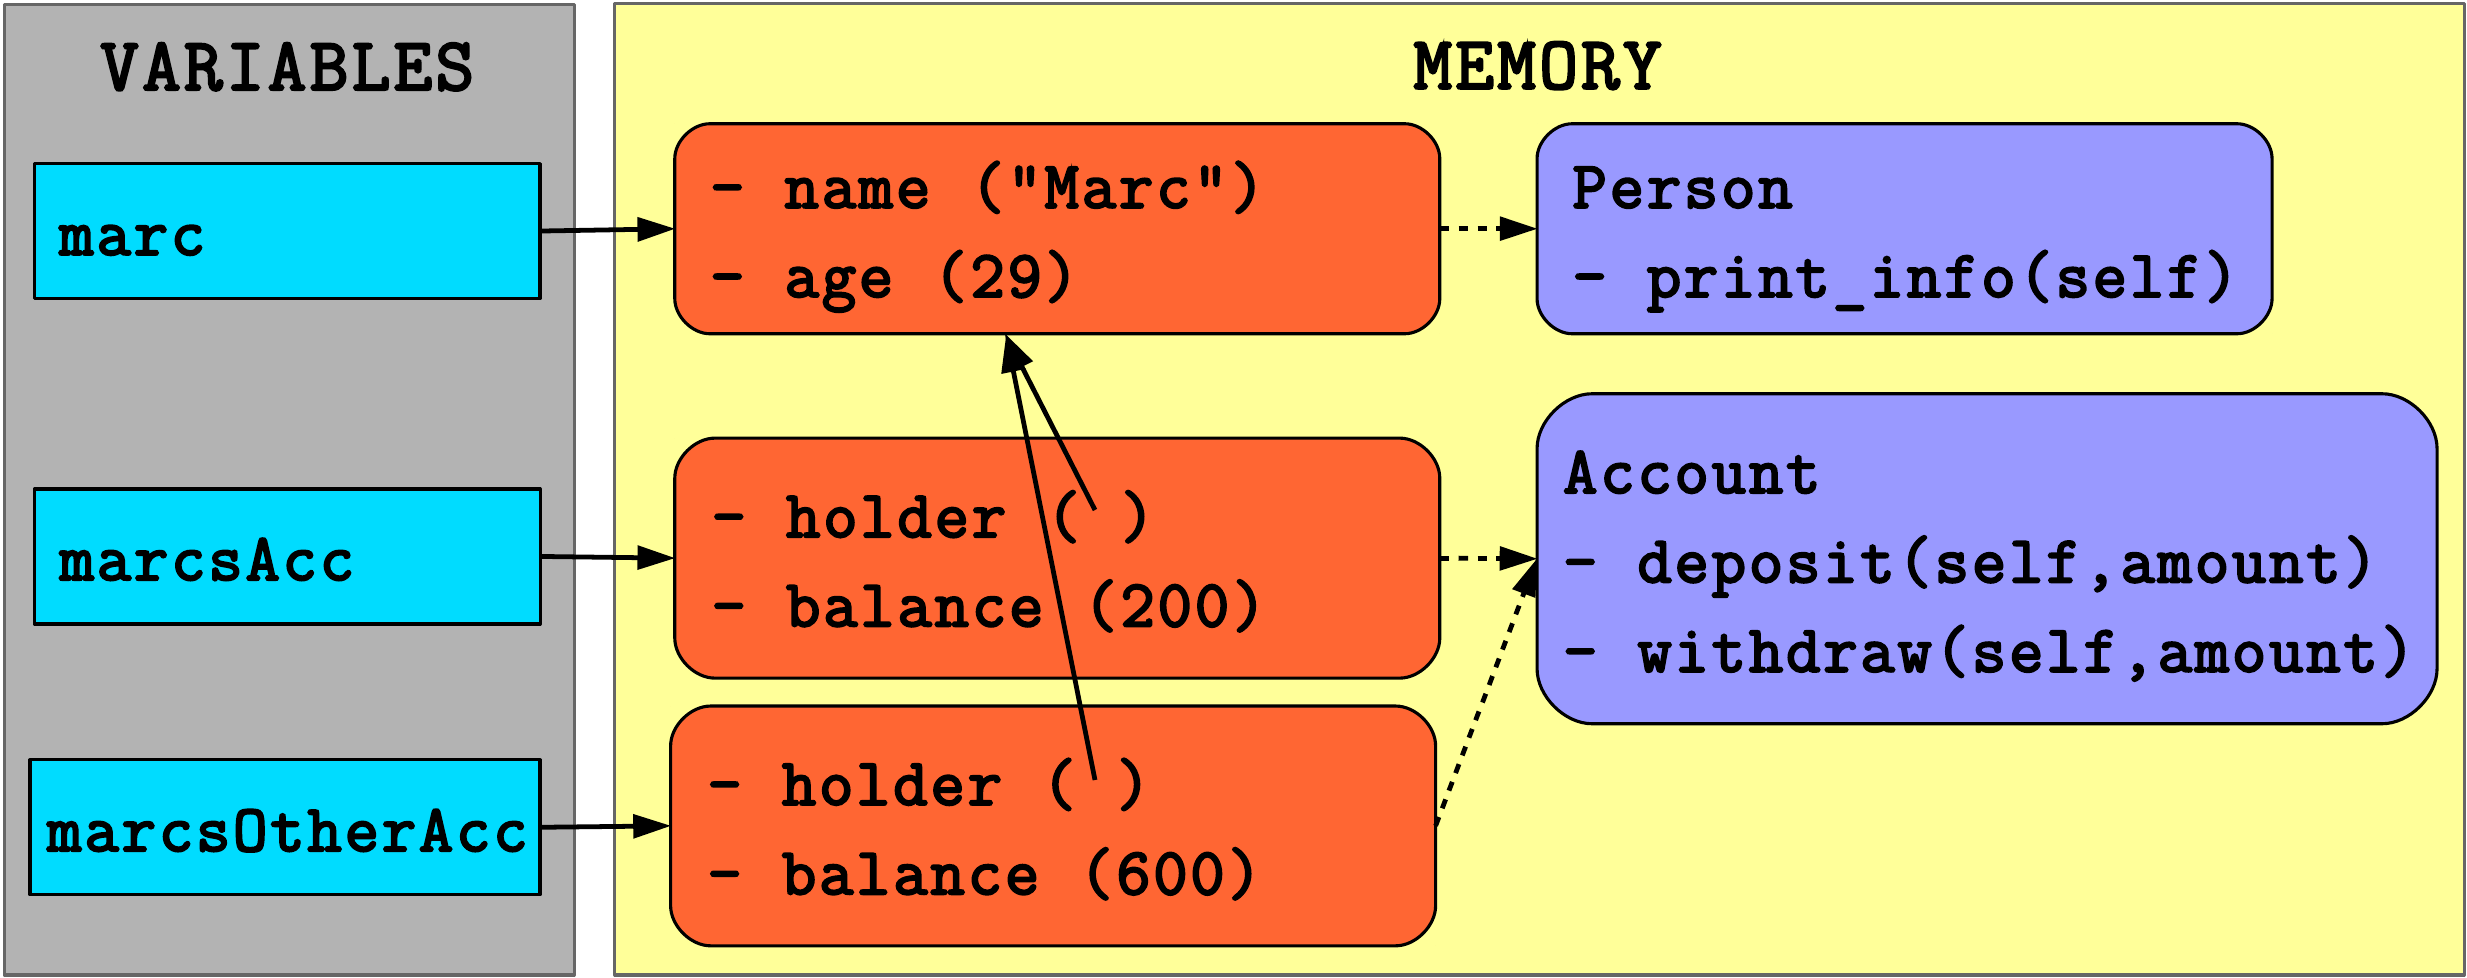 VARIABLES
marc
marcsAcc
marcsOtherAcc
MEMORY
- name ("Marc")
- age (29)
Person
- print_info(self)
- holder ( )
- balance (200)
Account
- deposit(self,amount)
- withdraw(self,amount)
- holder ( )
- balance (600)